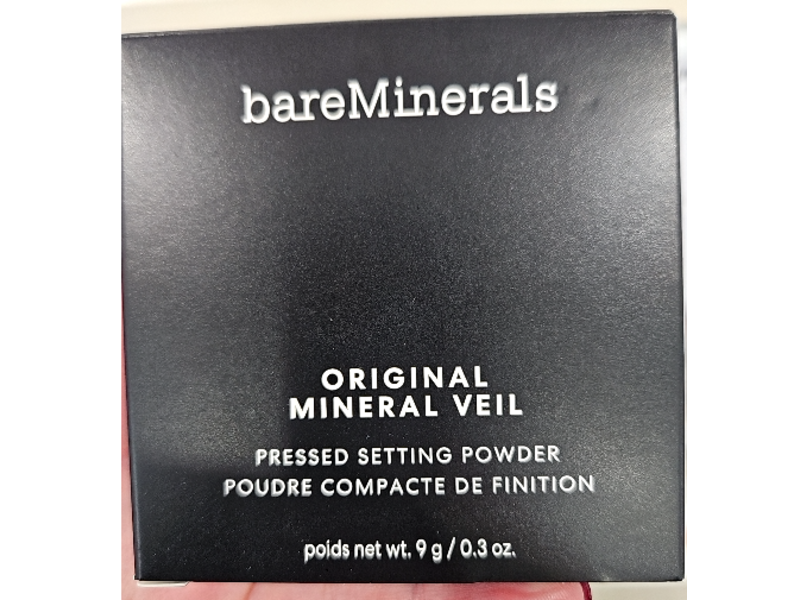 bareMinerals
ORIGINAL
MINERAL VEIL
PRESSED SETTING POWDER
POUDRE COMPACTE DE FINITION
poids net wt. 9 g / 0.3 oz.